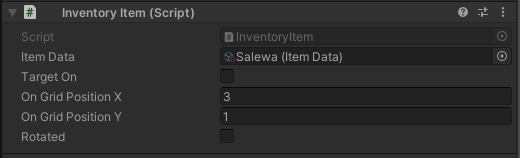 Inventory Item (Script)
Script InventoryItem
Item Data Salewa (Item Data)
Target On
On Grid Position X 3
On Grid Position Y 1
Rotated